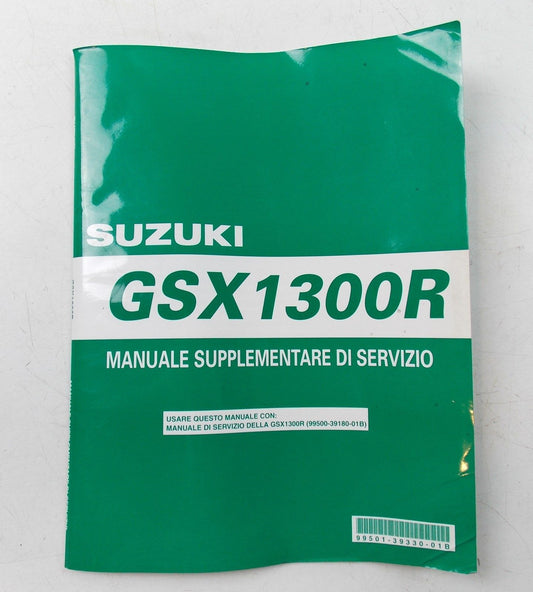 SUZUKI
GSX1300R
MANUALE SUPPLEMENTARE DI SERVIZIO
USARE QUESTO MANUALE CON:
MANUALE DI SERVIZIO DELLA GSX1300R (99500-39180-01B)
99501-39330-01B